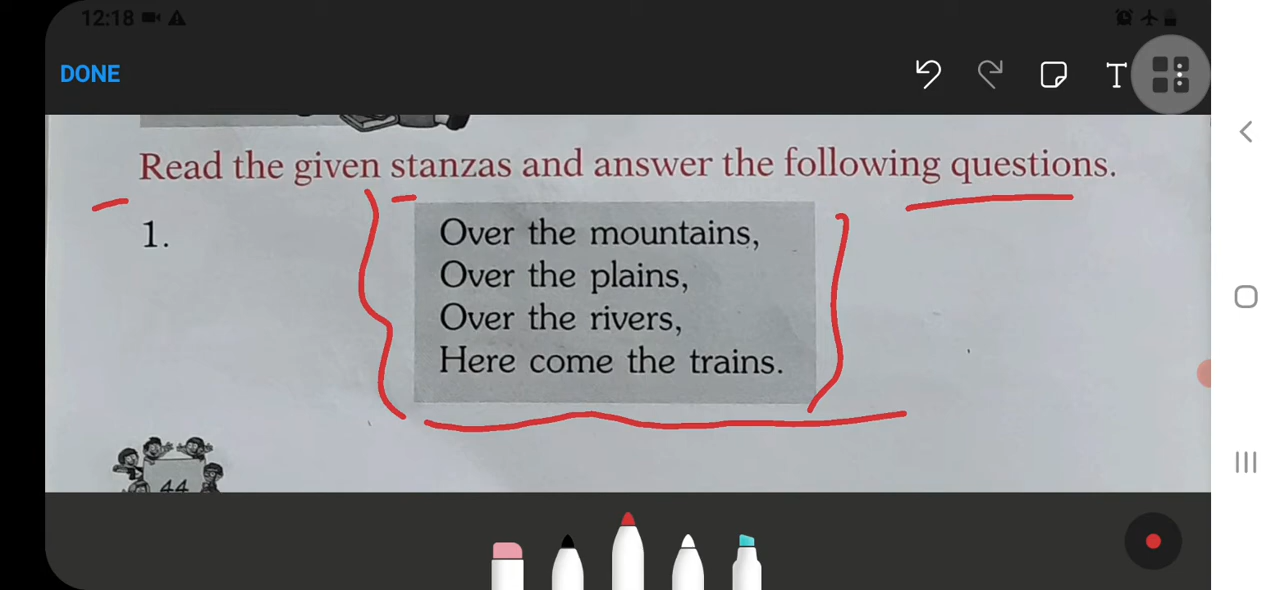 12:18
DONE
T
Read the given stanzas and answer the following questions.
1.
Over the mountains,
Over the plains,
Over the rivers,
Here come the trains.
44